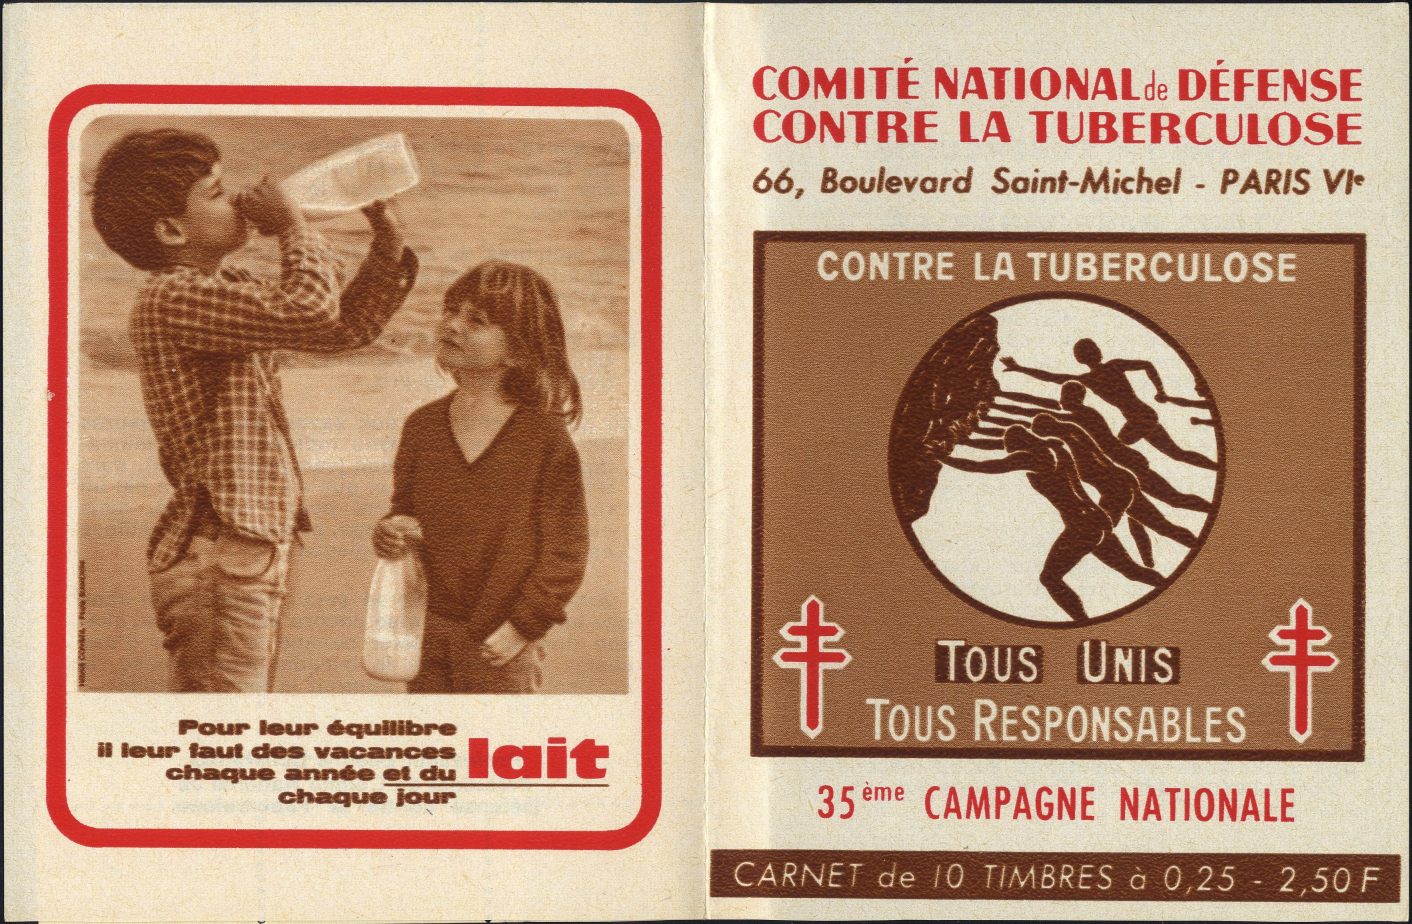 Pour leur équilibre
il leur faut des vacances
chaque année et du lait
chaque jour
COMITÉ NATIONAL de DÉFENSE
CONTRE LA TUBERCULOSE
66, Boulevard Saint-Michel - PARIS VIe
CONTRE LA TUBERCULOSE
TOUS UNIS
TOUS RESPONSABLES
35ème CAMPAGNE NATIONALE
CARNET de 10 TIMBRES à 0,25 - 2,50 F